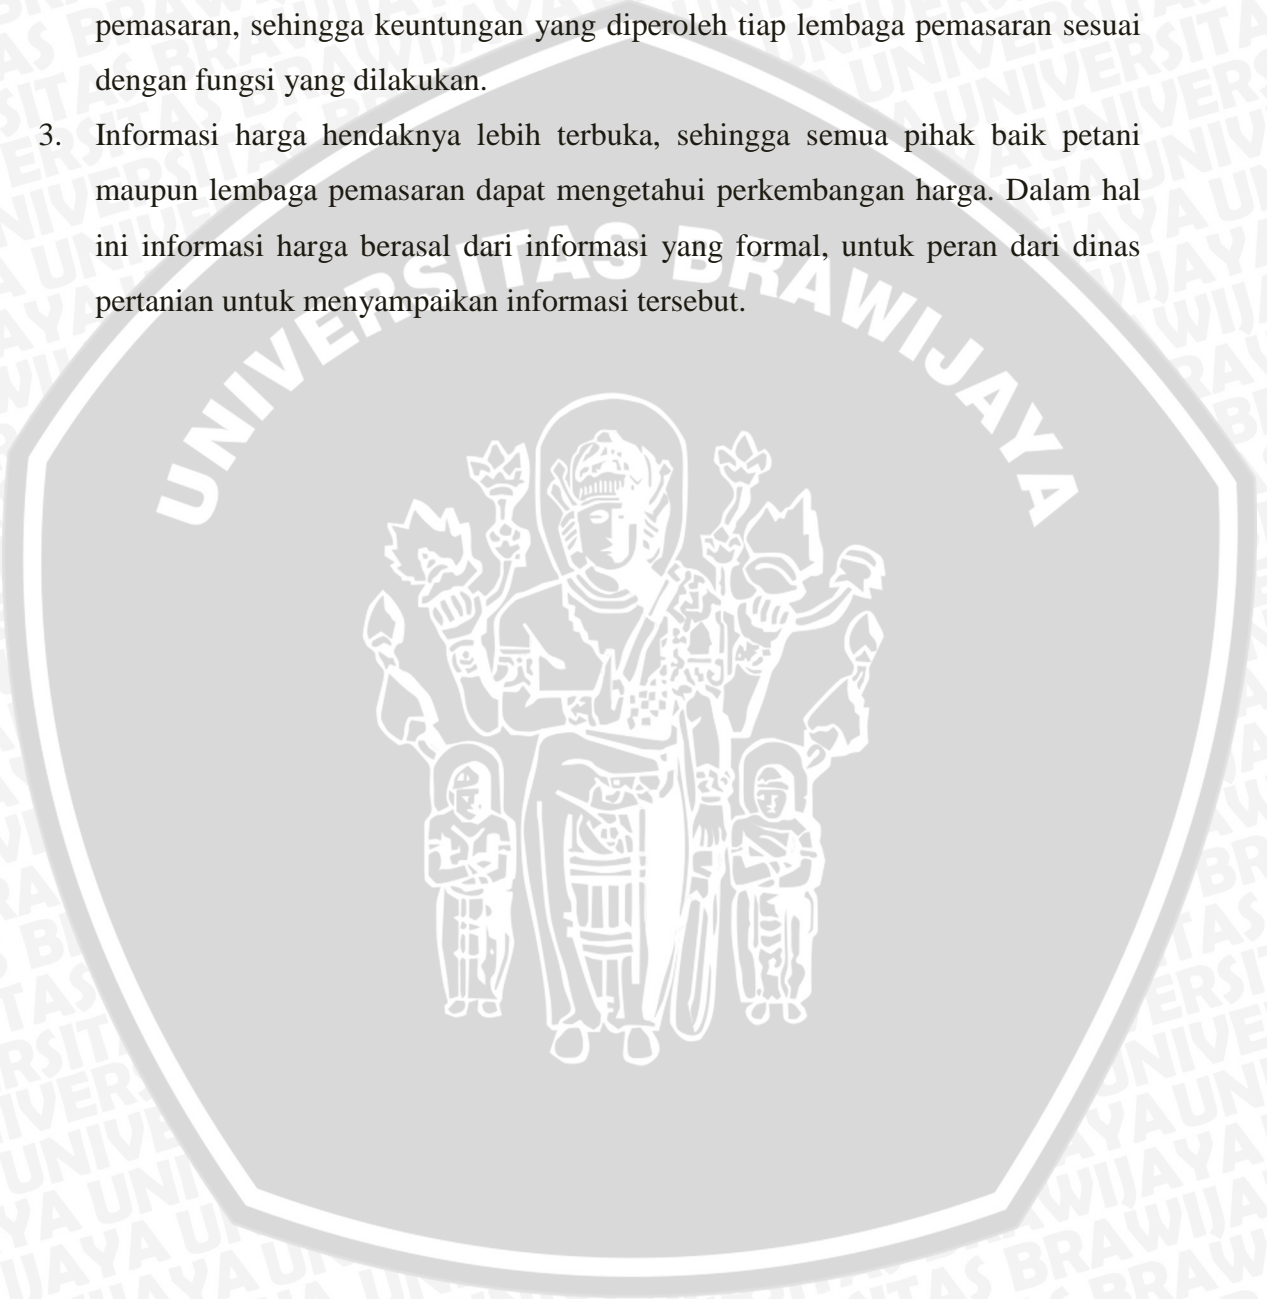 pemasaran, sehingga keuntungan yang diperoleh tiap lembaga pemasaran sesuai
dengan fungsi yang dilakukan.
3. Informasi harga hendaknya lebih terbuka, sehingga semua pihak baik petani
maupun lembaga pemasaran dapat mengetahui perkembangan harga. Dalam hal
ini informasi harga berasal dari informasi yang formal, untuk peran dari dinas
pertanian untuk menyampaikan informasi tersebut.
UNIVERSITAS BRAWIJAYA